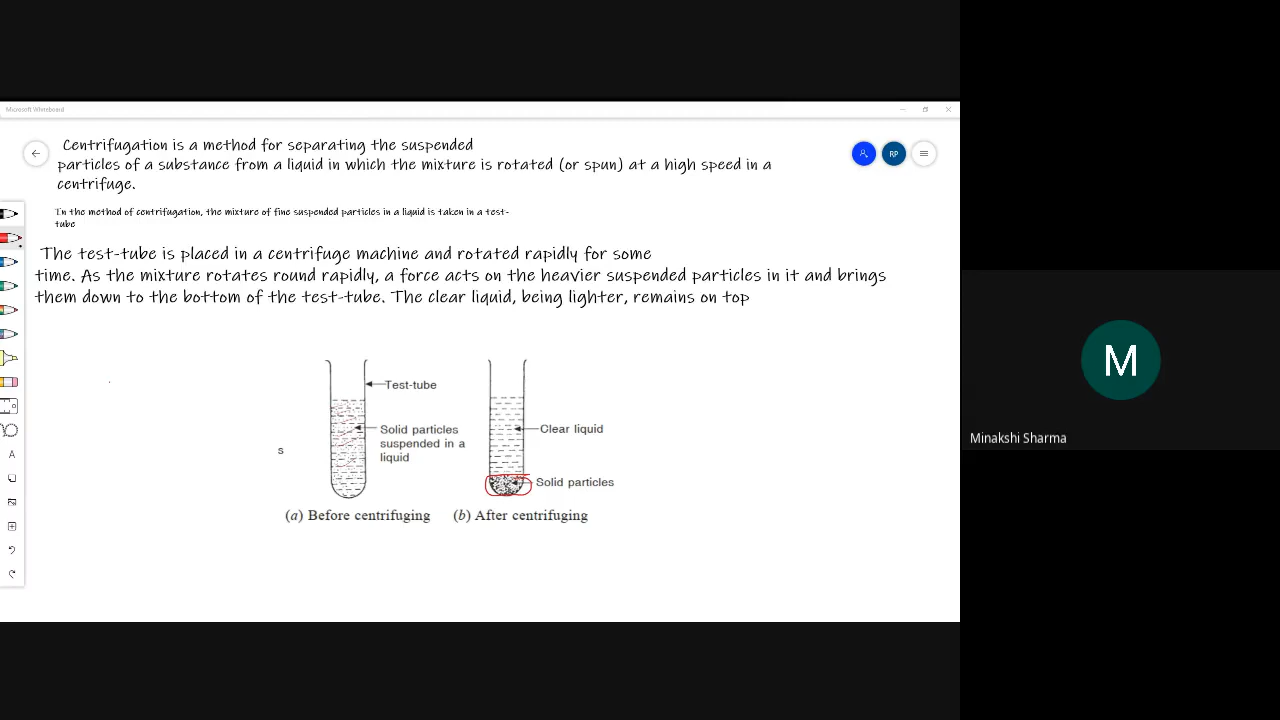 Microsoft Whiteboard
Centrifugation is a method for separating the suspended
particles of a substance from a liquid in which the mixture is rotated (or spun) at a high speed in a
centrifuge.
RP
In the method of centrifugation, the mixture of fine suspended particles in a liquid is taken in a test-
tube
The test-tube is placed in a centrifuge machine and rotated rapidly for some
time. As the mixture rotates round rapidly, a force acts on the heavier suspended particles in it and brings
them down to the bottom of the test-tube. The clear liquid, being lighter, remains on top
Test-tube
Solid particles
suspended in a
liquid
s
Clear liquid
Solid particles
(a) Before centrifuging
(b) After centrifuging
A
M
Minakshi Sharma